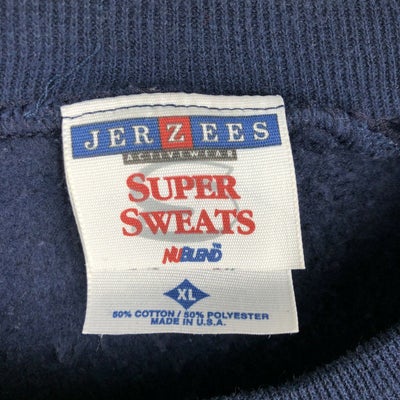 JERZEES
ACTIVEWEAR
SUPER
SWEATS
NUBLEND
XL
50% COTTON / 50% POLYESTER
MADE IN U.S.A.